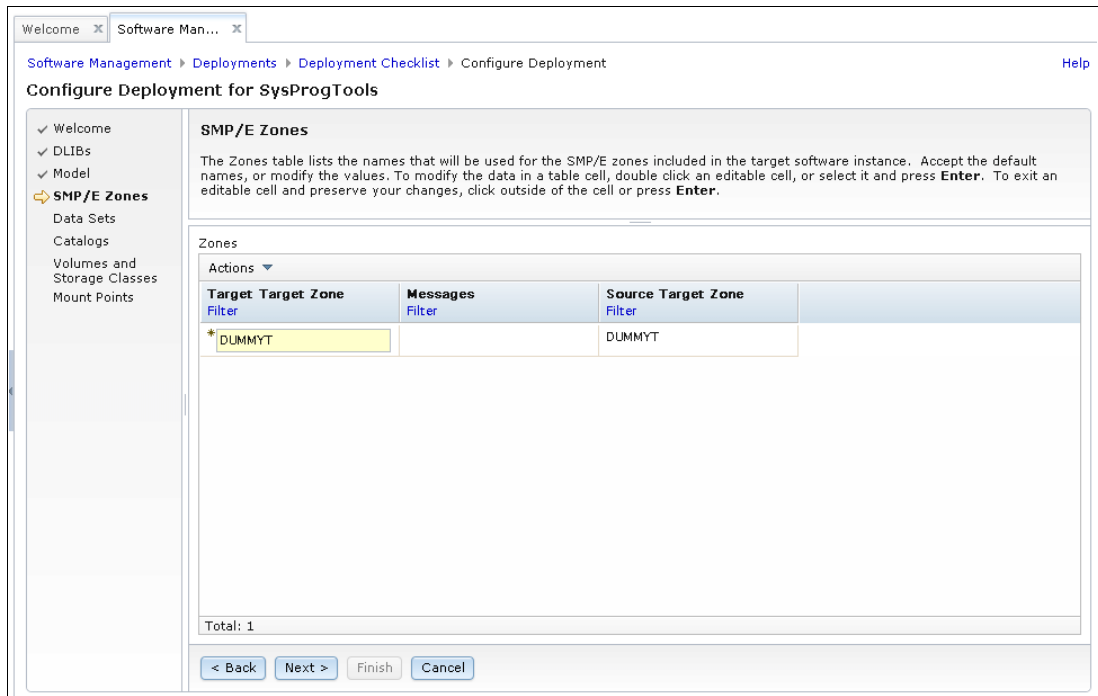 Welcome X Software Man... X
Software Management ▸ Deployments ▸ Deployment Checklist ▸ Configure Deployment Help
Configure Deployment for SysProgTools
✓ Welcome
✓ DLIBs
✓ Model
SMP/E Zones
Data Sets
Catalogs
Volumes and
Storage Classes
Mount Points
SMP/E Zones
The Zones table lists the names that will be used for the SMP/E zones included in the target software instance. Accept the default
names, or modify the values. To modify the data in a table cell, double click an editable cell, or select it and press Enter. To exit an
editable cell and preserve your changes, click outside of the cell or press Enter.
Zones
Actions ▼
Target Target Zone Messages Source Target Zone
Filter Filter Filter
* DUMMYT DUMMYT
Total: 1
< Back Next > Finish Cancel